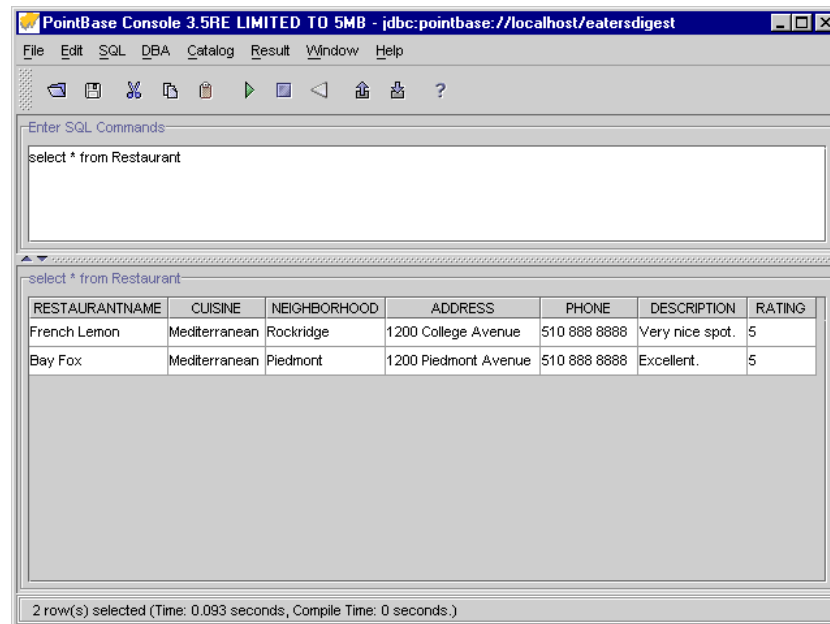 PointBase Console 3.5RE LIMITED TO 5MB - jdbc:pointbase://localhost/eatersdigest
File Edit SQL DBA Catalog Result Window Help
?
Enter SQL Commands
select * from Restaurant
select * from Restaurant
RESTAURANTNAME CUISINE NEIGHBORHOOD ADDRESS PHONE DESCRIPTION RATING
French Lemon Mediterranean Rockridge 1200 College Avenue 510 888 8888 Very nice spot. 5
Bay Fox Mediterranean Piedmont 1200 Piedmont Avenue 510 888 8888 Excellent. 5
2 row(s) selected (Time: 0.093 seconds, Compile Time: 0 seconds.)